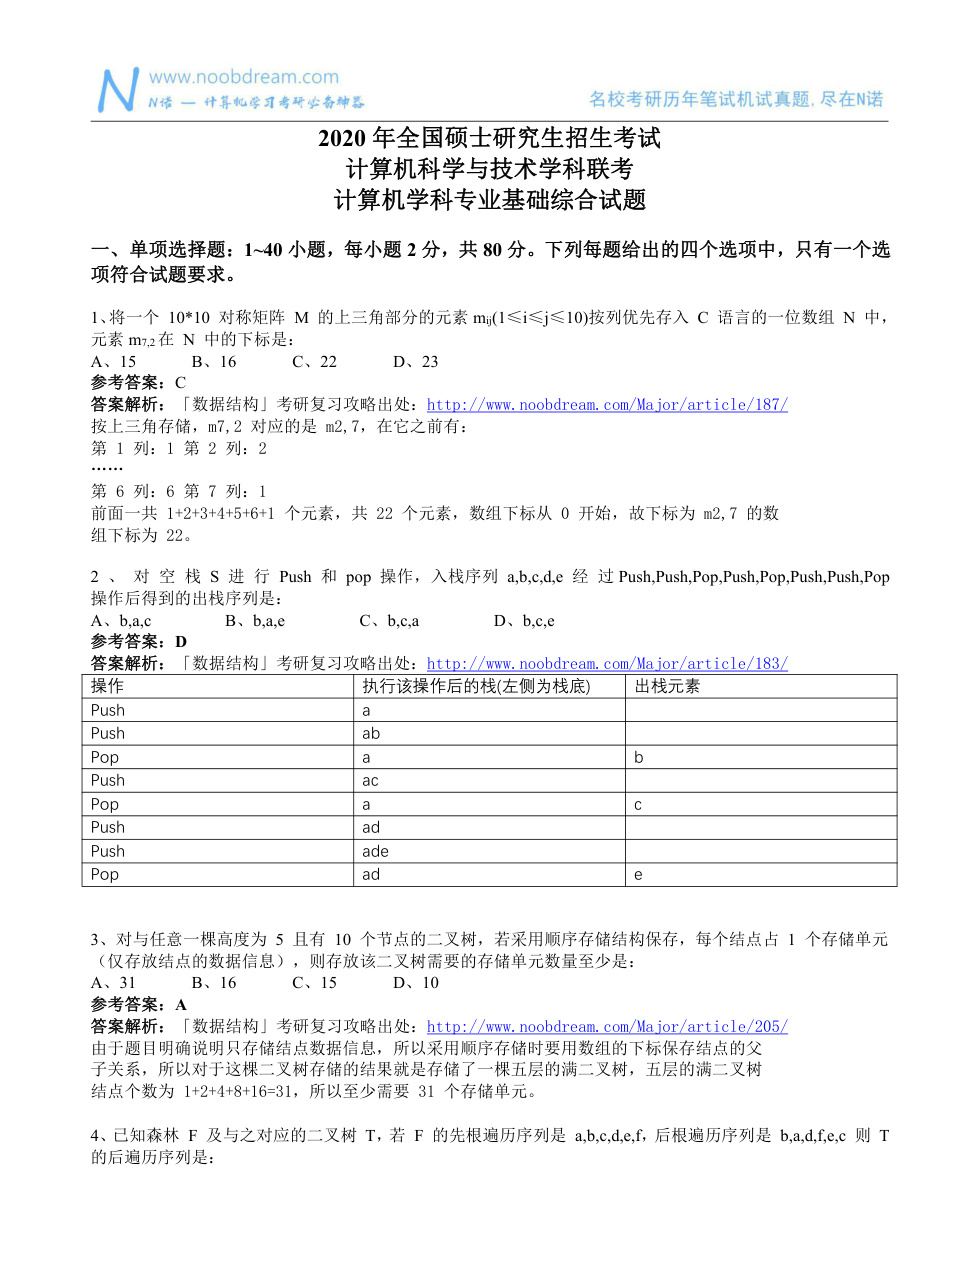 www.noobdream.com
N诺 — 计算机学习考研必备神器
名校考研历年笔试机试真题,尽在N诺
2020 年全国硕士研究生招生考试
计算机科学与技术学科联考
计算机学科专业基础综合试题
一、单项选择题：1~40 小题，每小题 2 分，共 80 分。下列每题给出的四个选项中，只有一个选
项符合试题要求。
1、将一个 10*10 对称矩阵 M 的上三角部分的元素 mij(1≤i≤j≤10)按列优先存入 C 语言的一位数组 N 中，
元素 m7,2 在 N 中的下标是：
A、15 B、16 C、22 D、23
参考答案：C
答案解析：「数据结构」考研复习攻略出处：http://www.noobdream.com/Major/article/187/
按上三角存储，m7,2 对应的是 m2,7，在它之前有：
第 1 列：1 第 2 列：2
……
第 6 列：6 第 7 列：1
前面一共 1+2+3+4+5+6+1 个元素，共 22 个元素，数组下标从 0 开始，故下标为 m2,7 的数
组下标为 22。
2 、 对 空 栈 S 进 行 Push 和 pop 操作，入栈序列 a,b,c,d,e 经 过 Push,Push,Pop,Push,Pop,Push,Push,Pop
操作后得到的出栈序列是：
A、b,a,c B、b,a,e C、b,c,a D、b,c,e
参考答案：D
答案解析：「数据结构」考研复习攻略出处：http://www.noobdream.com/Major/article/183/
操作 执行该操作后的栈(左侧为栈底) 出栈元素
Push a
Push ab
Pop a b
Push ac
Pop a c
Push ad
Push ade
Pop ad e
3、对与任意一棵高度为 5 且有 10 个节点的二叉树，若采用顺序存储结构保存，每个结点占 1 个存储单元
（仅存放结点的数据信息），则存放该二叉树需要的存储单元数量至少是：
A、31 B、16 C、15 D、10
参考答案：A
答案解析：「数据结构」考研复习攻略出处：http://www.noobdream.com/Major/article/205/
由于题目明确说明只存储结点数据信息，所以采用顺序存储时要用数组的下标保存结点的父
子关系，所以对于这棵二叉树存储的结果就是存储了一棵五层的满二叉树，五层的满二叉树
结点个数为 1+2+4+8+16=31，所以至少需要 31 个存储单元。
4、已知森林 F 及与之对应的二叉树 T，若 F 的先根遍历序列是 a,b,c,d,e,f，后根遍历序列是 b,a,d,f,e,c 则 T
的后遍历序列是：